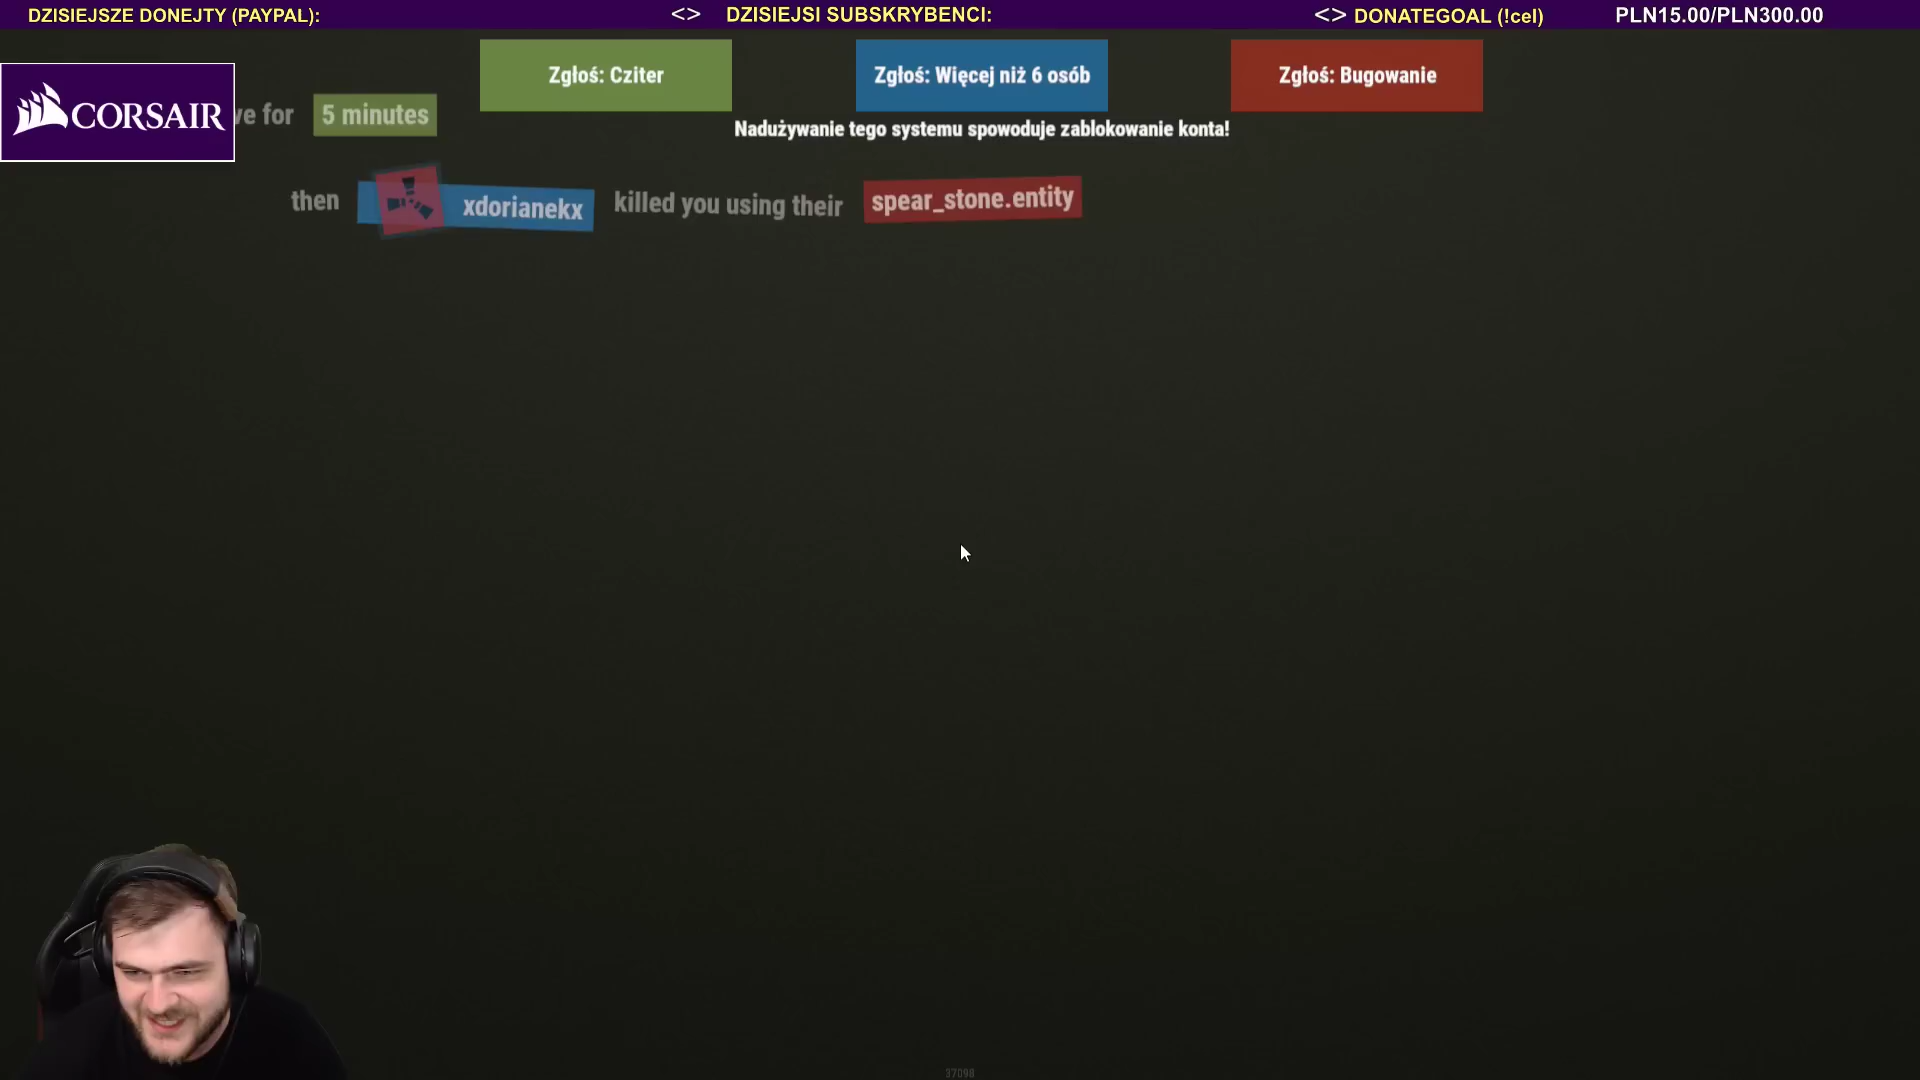 DZISIEJSZE DONEJTY (PAYPAL): <> DZISIEJSI SUBSKRYBENCI: <> DONATEGOAL (!cel) PLN15.00/PLN300.00
Zgłoś: Cziter Zgłoś: Więcej niż 6 osób Zgłoś: Bugowanie
CORSAIR
ve for 5 minutes
Nadużywanie tego systemu spowoduje zablokowanie konta!
then xdorianekx killed you using their spear_stone.entity
37098